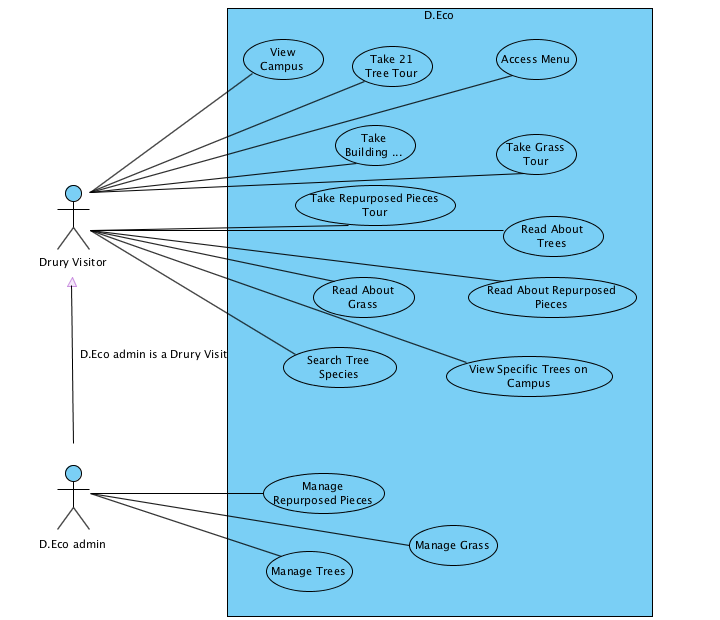 D.Eco
View
Campus
Take 21
Tree Tour
Access Menu
Take
Building ...
Take Grass
Tour
Take Repurposed Pieces
Tour
Read About
Trees
Drury Visitor
Read About
Grass
Read About Repurposed
Pieces
D.Eco admin is a Drury Visit
Search Tree
Species
View Specific Trees on
Campus
Manage
Repurposed Pieces
D.Eco admin
Manage Grass
Manage Trees